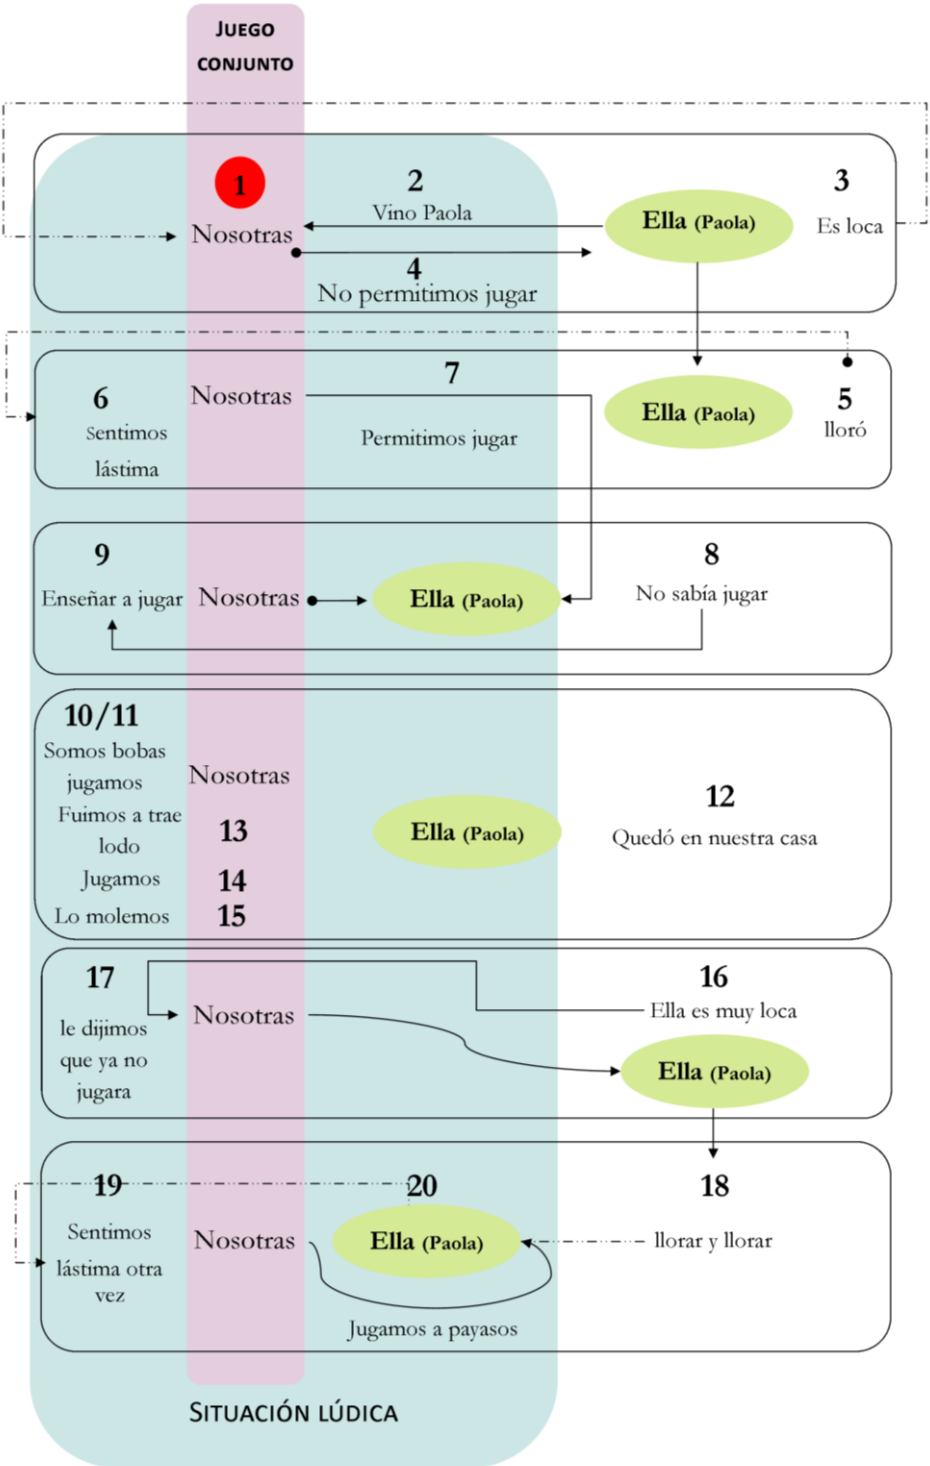 JUEGO
CONJUNTO
1
2
3
Vino Paola
Ella (Paola)
Es loca
Nosotras
4
No permitimos jugar
7
Nosotras
6
5
Ella (Paola)
Sentimos
lástima
Permitimos jugar
lloró
9
8
Enseñar a jugar
Nosotras
Ella (Paola)
No sabía jugar
10/11
Somos bobas
jugamos
Nosotras
Fuimos a trae
lodo
13
Ella (Paola)
12
Quedó en nuestra casa
Jugamos
14
Lo molemos
15
17
16
Nosotras
Ella es muy loca
le dijimos
que ya no
jugara
Ella (Paola)
19
20
18
Sentimos
lástima otra
vez
Nosotras
Ella (Paola)
llorar y llorar
Jugamos a payasos
SITUACIÓN LÚDICA